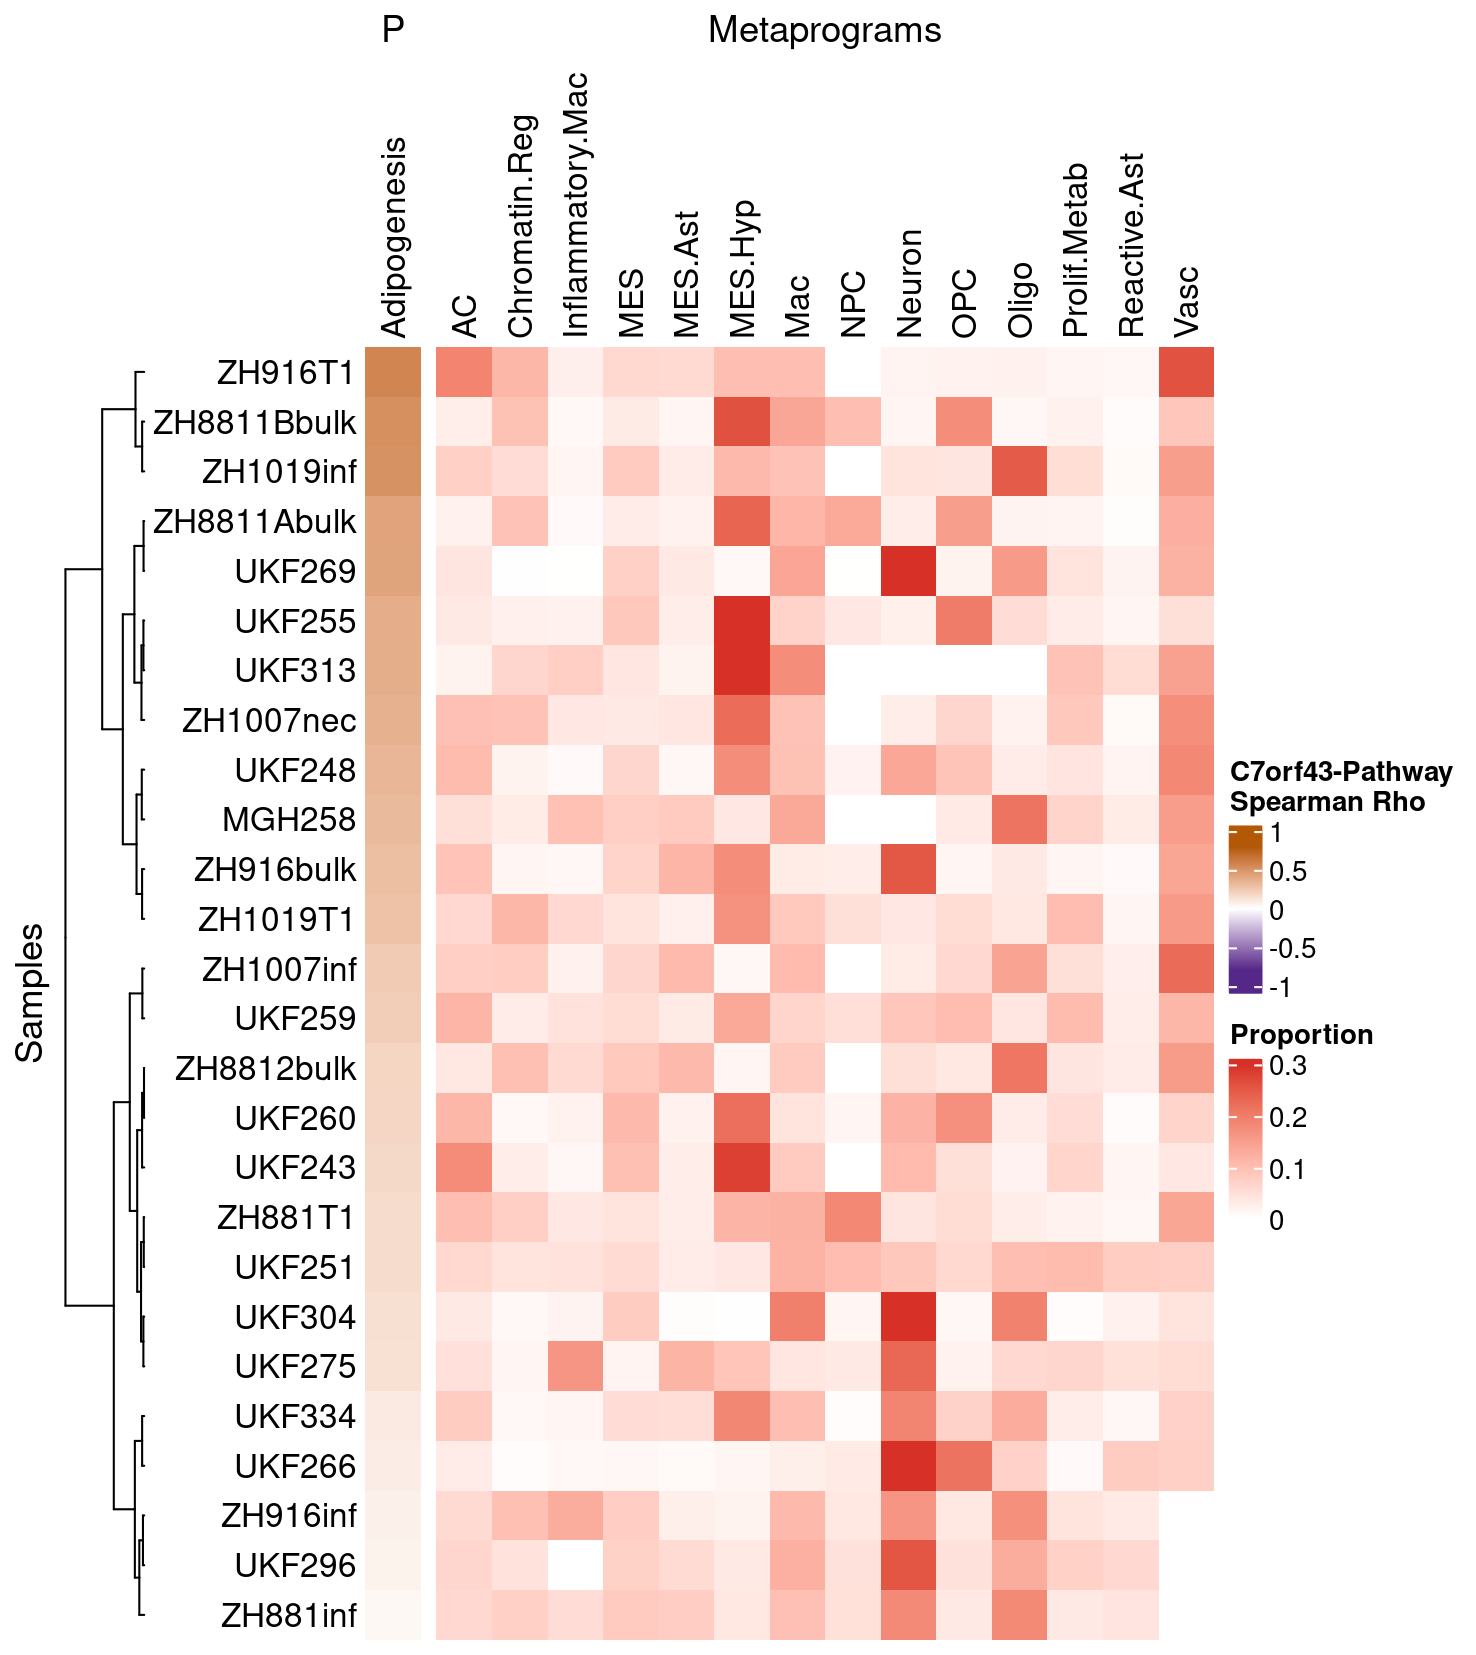 P
Metaprograms
Adipogenesis
AC
Chromatin.Reg
Inflammatory.Mac
MES
MES.Ast
MES.Hyp
Mac
NPC
Neuron
OPC
Oligo
Prolif.Metab
Reactive.Ast
Vasc
Samples
ZH916T1
ZH8811Bbulk
ZH1019inf
ZH8811Abulk
UKF269
UKF255
UKF313
ZH1007nec
UKF248
MGH258
ZH916bulk
ZH1019T1
ZH1007inf
UKF259
ZH8812bulk
UKF260
UKF243
ZH881T1
UKF251
UKF304
UKF275
UKF334
UKF266
ZH916inf
UKF296
ZH881inf
C7orf43-Pathway
Spearman Rho
1
0.5
0
-0.5
-1
Proportion
0.3
0.2
0.1
0